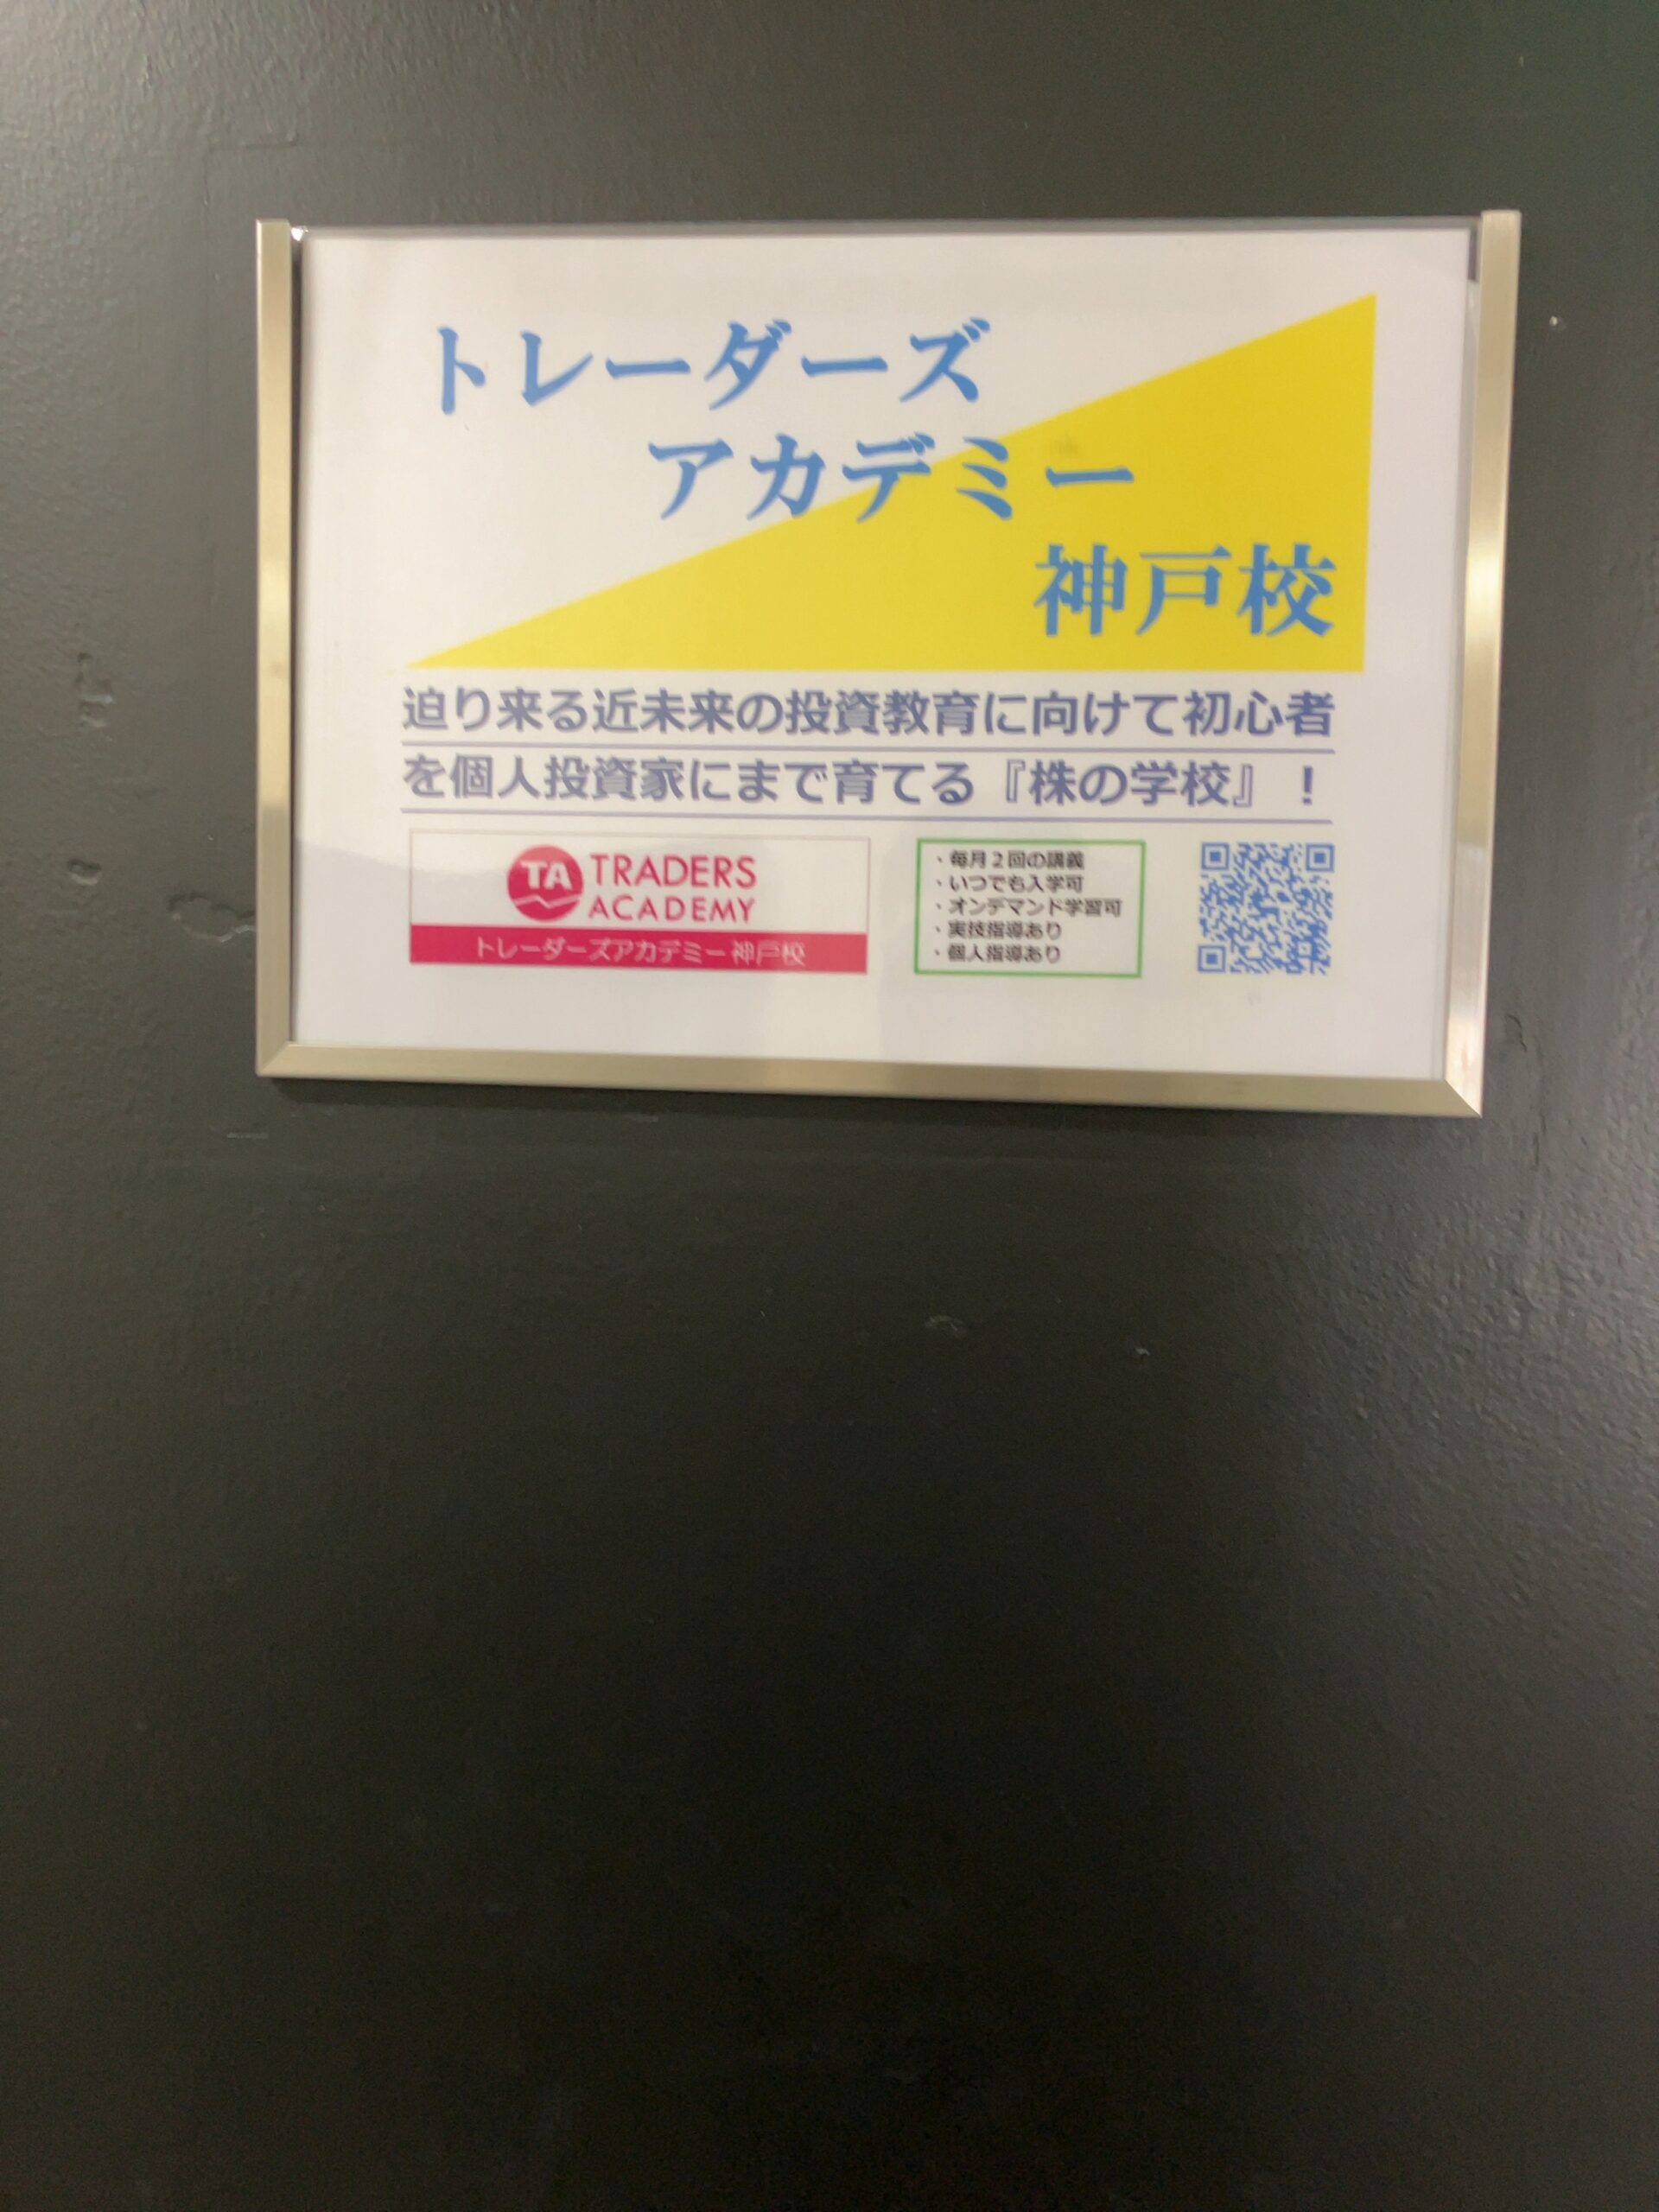 トレーダーズ
アカデミー
神戸校
迫り来る近未来の投資教育に向けて初心者
を個人投資家にまで育てる『株の学校』！
TA TRADERS
ACADEMY
トレーダーズアカデミー神戸校
・毎月２回の講義
・いつでも入学可
・オンデマンド学習可
・実技指導あり
・個人指導あり